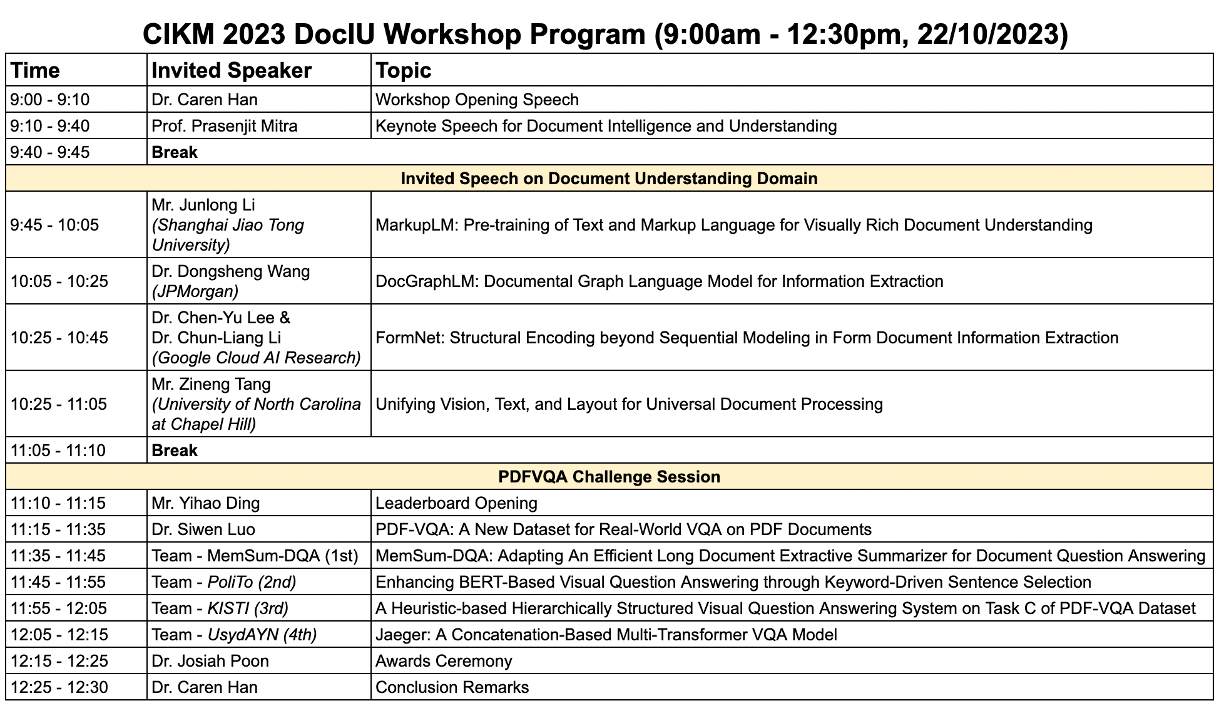 CIKM 2023 DocIU Workshop Program (9:00am - 12:30pm, 22/10/2023)
Time Invited Speaker Topic
9:00 - 9:10 Dr. Caren Han Workshop Opening Speech
9:10 - 9:40 Prof. Prasenjit Mitra Keynote Speech for Document Intelligence and Understanding
9:40 - 9:45 Break
Invited Speech on Document Understanding Domain
9:45 - 10:05
Mr. Junlong Li
(Shanghai Jiao Tong
University)
MarkupLM: Pre-training of Text and Markup Language for Visually Rich Document Understanding
10:05 - 10:25
Dr. Dongsheng Wang
(JPMorgan)
DocGraphLM: Documental Graph Language Model for Information Extraction
10:25 - 10:45
Dr. Chen-Yu Lee &
Dr. Chun-Liang Li
(Google Cloud AI Research)
FormNet: Structural Encoding beyond Sequential Modeling in Form Document Information Extraction
10:25 - 11:05
Mr. Zineng Tang
(University of North Carolina
at Chapel Hill)
Unifying Vision, Text, and Layout for Universal Document Processing
11:05 - 11:10 Break
PDFVQA Challenge Session
11:10 - 11:15 Mr. Yihao Ding Leaderboard Opening
11:15 - 11:35 Dr. Siwen Luo PDF-VQA: A New Dataset for Real-World VQA on PDF Documents
11:35 - 11:45 Team - MemSum-DQA (1st) MemSum-DQA: Adapting An Efficient Long Document Extractive Summarizer for Document Question Answering
11:45 - 11:55 Team - PoliTo (2nd) Enhancing BERT-Based Visual Question Answering through Keyword-Driven Sentence Selection
11:55 - 12:05 Team - KISTI (3rd) A Heuristic-based Hierarchically Structured Visual Question Answering System on Task C of PDF-VQA Dataset
12:05 - 12:15 Team - UsydAYN (4th) Jaeger: A Concatenation-Based Multi-Transformer VQA Model
12:15 - 12:25 Dr. Josiah Poon Awards Ceremony
12:25 - 12:30 Dr. Caren Han Conclusion Remarks